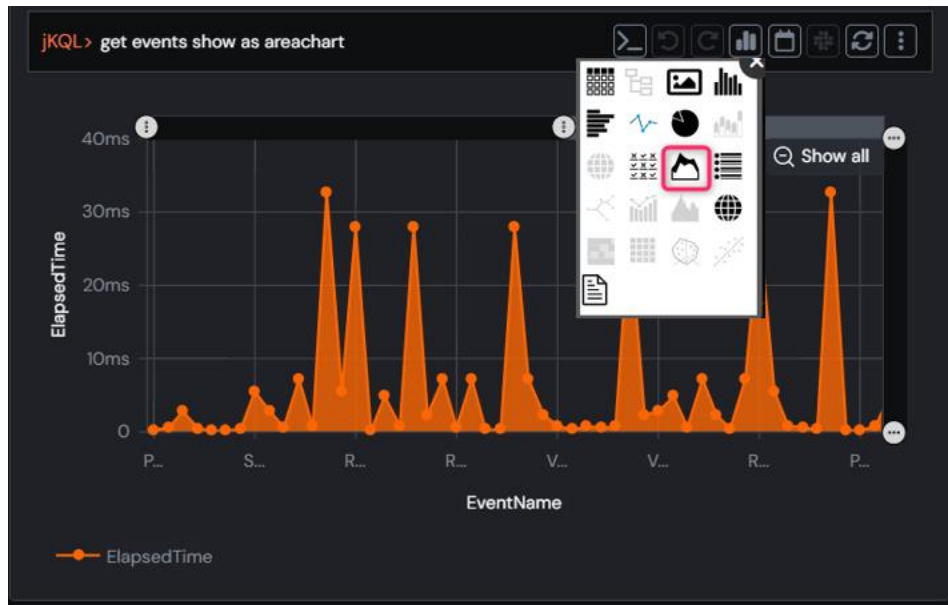 jKQL> get events show as areachart
40ms
Show all
30ms
20ms
10ms
0
ElapsedTime
P... S... R... R... V... V... R... P...
EventName
ElapsedTime